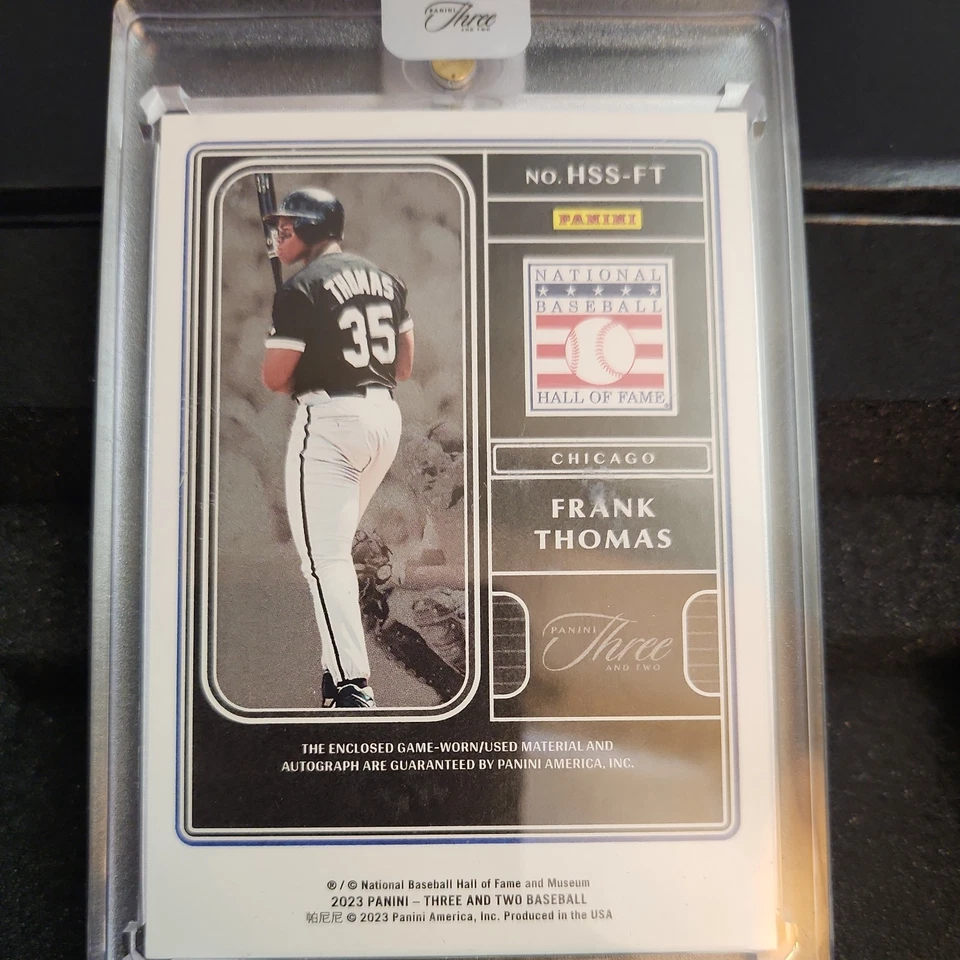 PANINI
Three
AND TWO
NO. HSS-FT
PANINI
NATIONAL
BASEBALL
HALL OF FAME
THOMAS
35
CHICAGO
FRANK
THOMAS
PANINI
Three
AND TWO
THE ENCLOSED GAME-WORN/USED MATERIAL AND
AUTOGRAPH ARE GUARANTEED BY PANINI AMERICA, INC.
® / © National Baseball Hall of Fame and Museum
2023 PANINI – THREE AND TWO BASEBALL
帕尼尼 © 2023 Panini America, Inc. Produced in the USA